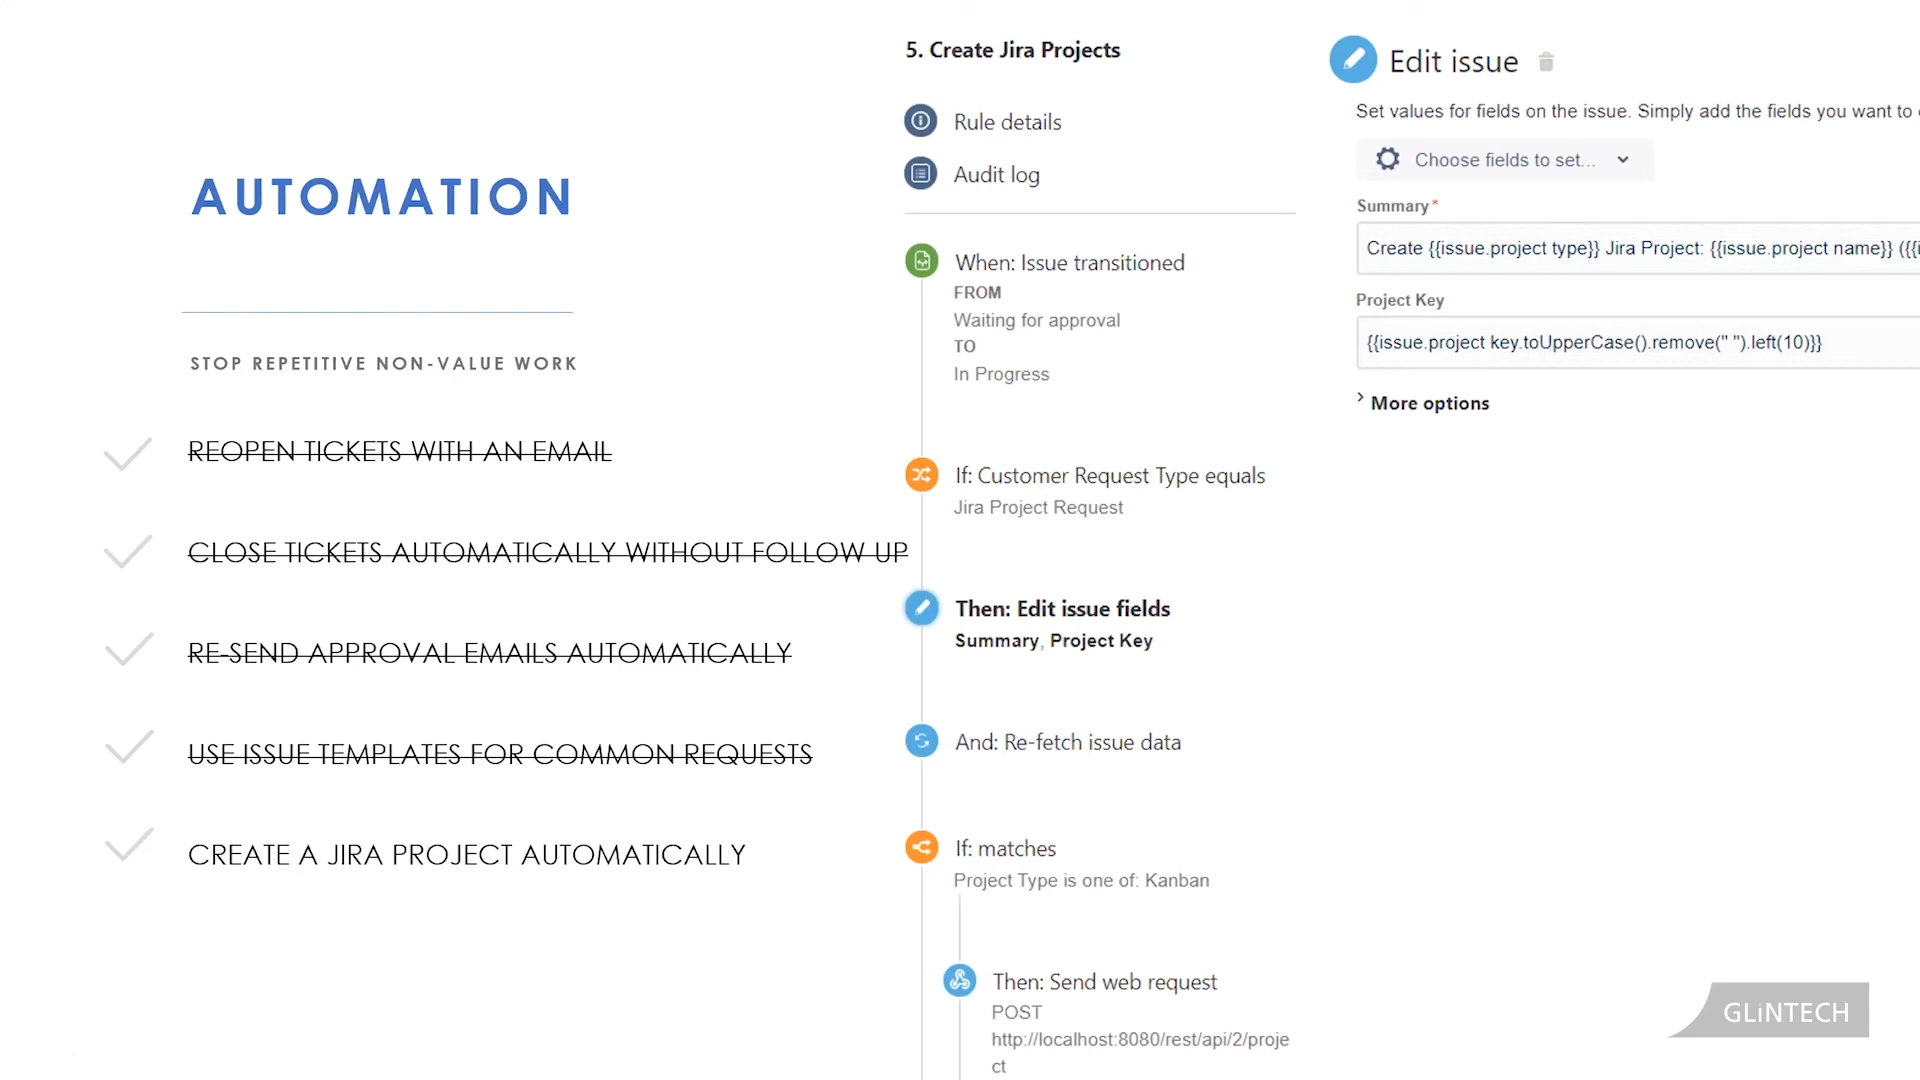 AUTOMATION
STOP REPETITIVE NON-VALUE WORK
REOPEN TICKETS WITH AN EMAIL
CLOSE TICKETS AUTOMATICALLY WITHOUT FOLLOW UP
RE-SEND APPROVAL EMAILS AUTOMATICALLY
USE ISSUE TEMPLATES FOR COMMON REQUESTS
CREATE A JIRA PROJECT AUTOMATICALLY
5. Create Jira Projects
Rule details
Audit log
When: Issue transitioned
FROM
Waiting for approval
TO
In Progress
If: Customer Request Type equals
Jira Project Request
Then: Edit issue fields
Summary, Project Key
And: Re-fetch issue data
If: matches
Project Type is one of: Kanban
Then: Send web request
POST
http://localhost:8080/rest/api/2/proje
ct
Edit issue
Set values for fields on the issue. Simply add the fields you want to
Choose fields to set...
Summary*
Create {{issue.project type}} Jira Project: {{issue.project name}} ({{i
Project Key
{{issue.project key.toUpperCase().remove(" ").left(10)}}
More options
GLiNTECH